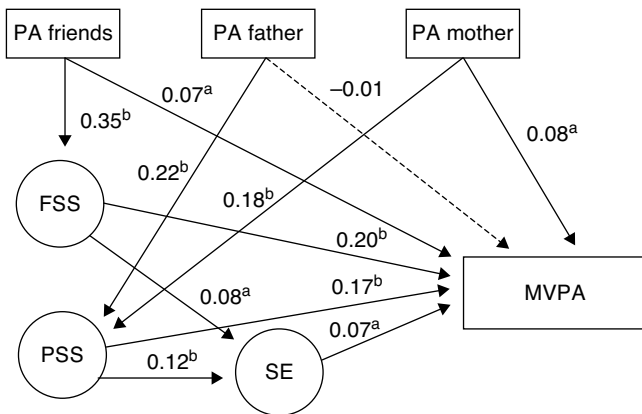 PA friends
PA father
PA mother
0.07ᵃ
–0.01
0.35ᵇ
0.08ᵃ
0.22ᵇ
0.18ᵇ
FSS
0.20ᵇ
0.08ᵃ
0.17ᵇ
MVPA
PSS
0.12ᵇ
SE
0.07ᵃ